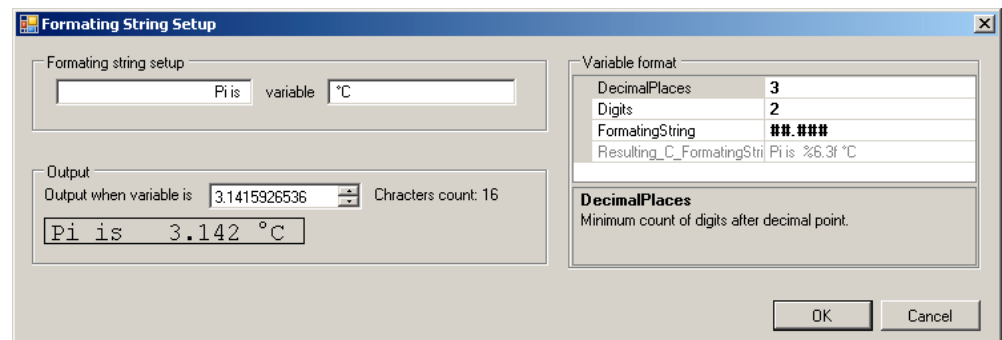 Formating String Setup
Formating string setup
Pi is variable °C
Output
Output when variable is 3.1415926536 Chracters count: 16
Pi is   3.142 °C
Variable format
DecimalPlaces 3
Digits 2
FormatingString ##.###
Resulting_C_FormatingStri Pi is  %6.3f °C
DecimalPlaces
Minimum count of digits after decimal point.
OK Cancel